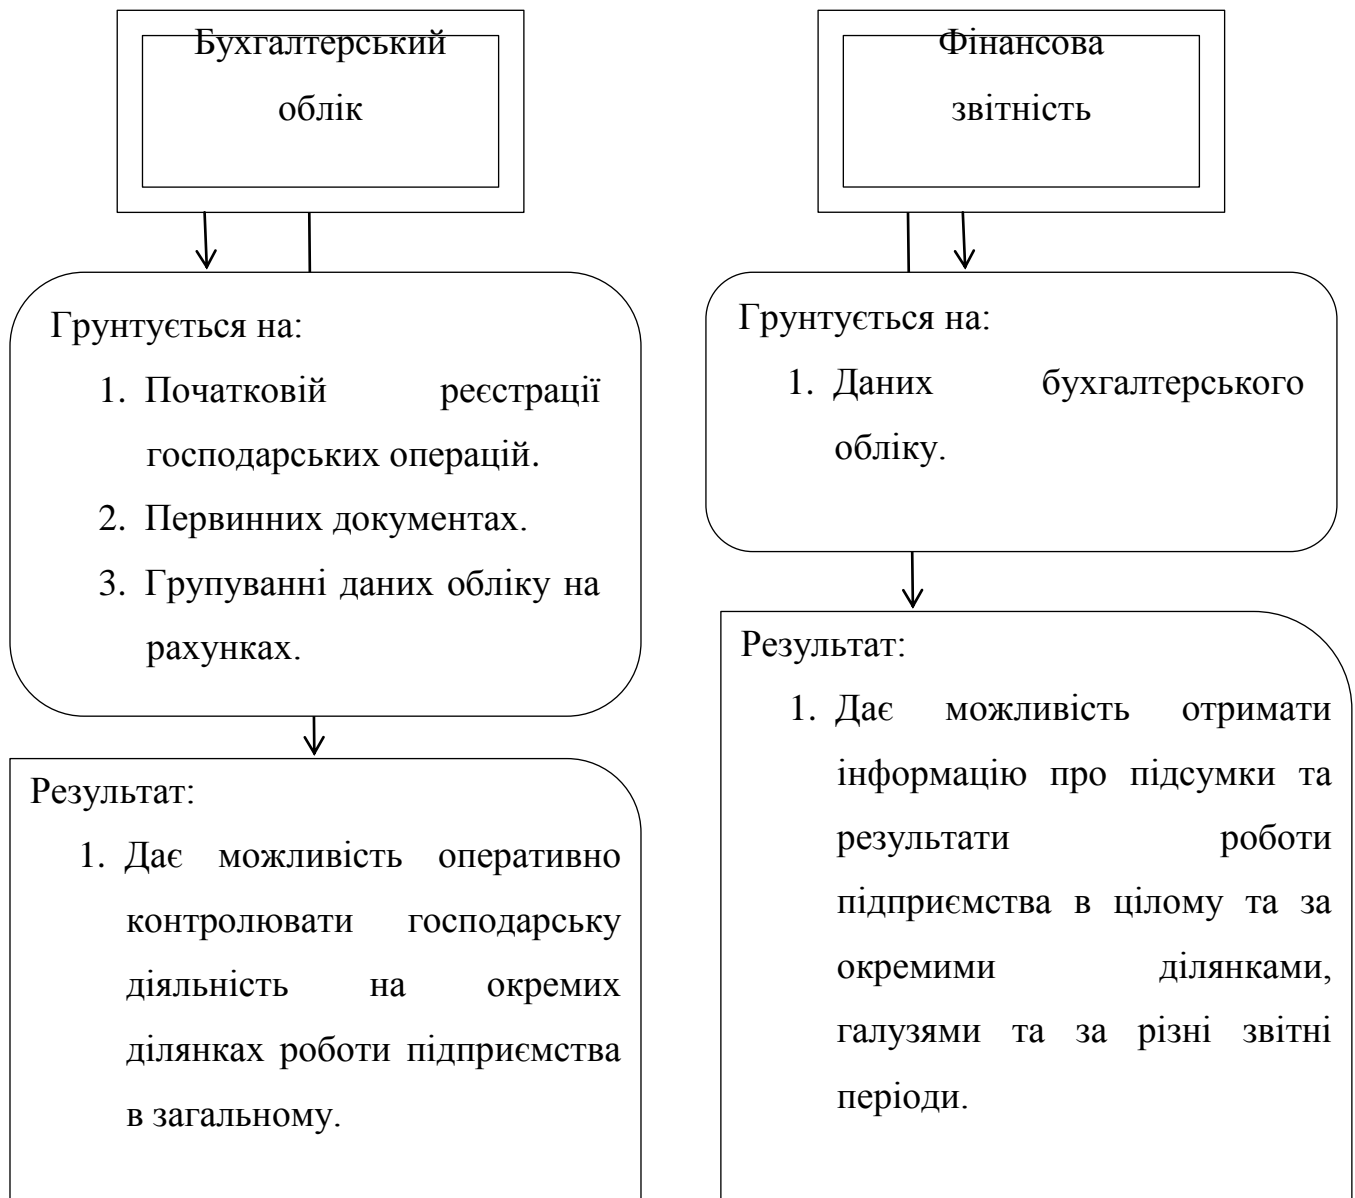 Бухгалтерський
облік
Грунтується на:
1. Початковій реєстрації
господарських операцій.
2. Первинних документах.
3. Групуванні даних обліку на
рахунках.
Результат:
1. Дає можливість оперативно
контролювати господарську
діяльність на окремих
ділянках роботи підприємства
в загальному.
Фінансова
звітність
Грунтується на:
1. Даних бухгалтерського
обліку.
Результат:
1. Дає можливість отримати
інформацію про підсумки та
результати роботи
підприємства в цілому та за
окремими ділянками,
галузями та за різні звітні
періоди.